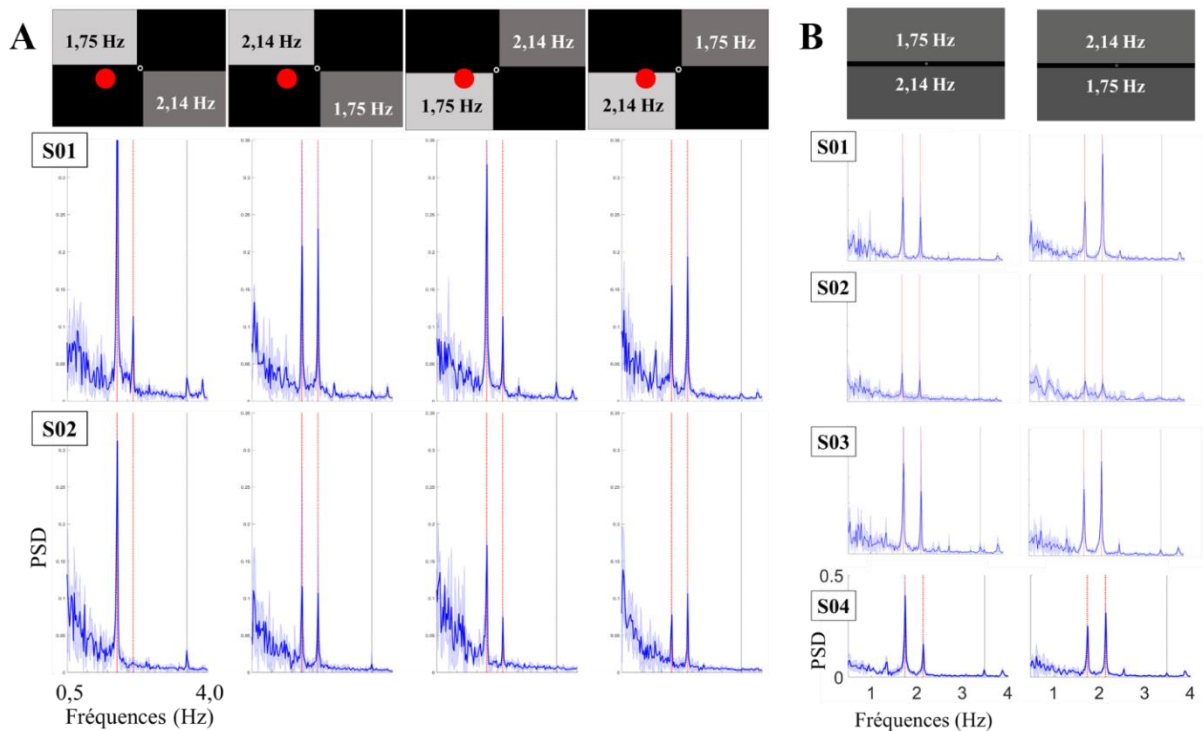 A
1,75 Hz
2,14 Hz
2,14 Hz
1,75 Hz
2,14 Hz
1,75 Hz
1,75 Hz
2,14 Hz
S01
S02
PSD
0,5 4,0
Fréquences (Hz)
B
1,75 Hz
2,14 Hz
2,14 Hz
1,75 Hz
S01
S02
S03
S04
0.5
PSD
0
1 2 3 4
1 2 3 4
Fréquences (Hz)